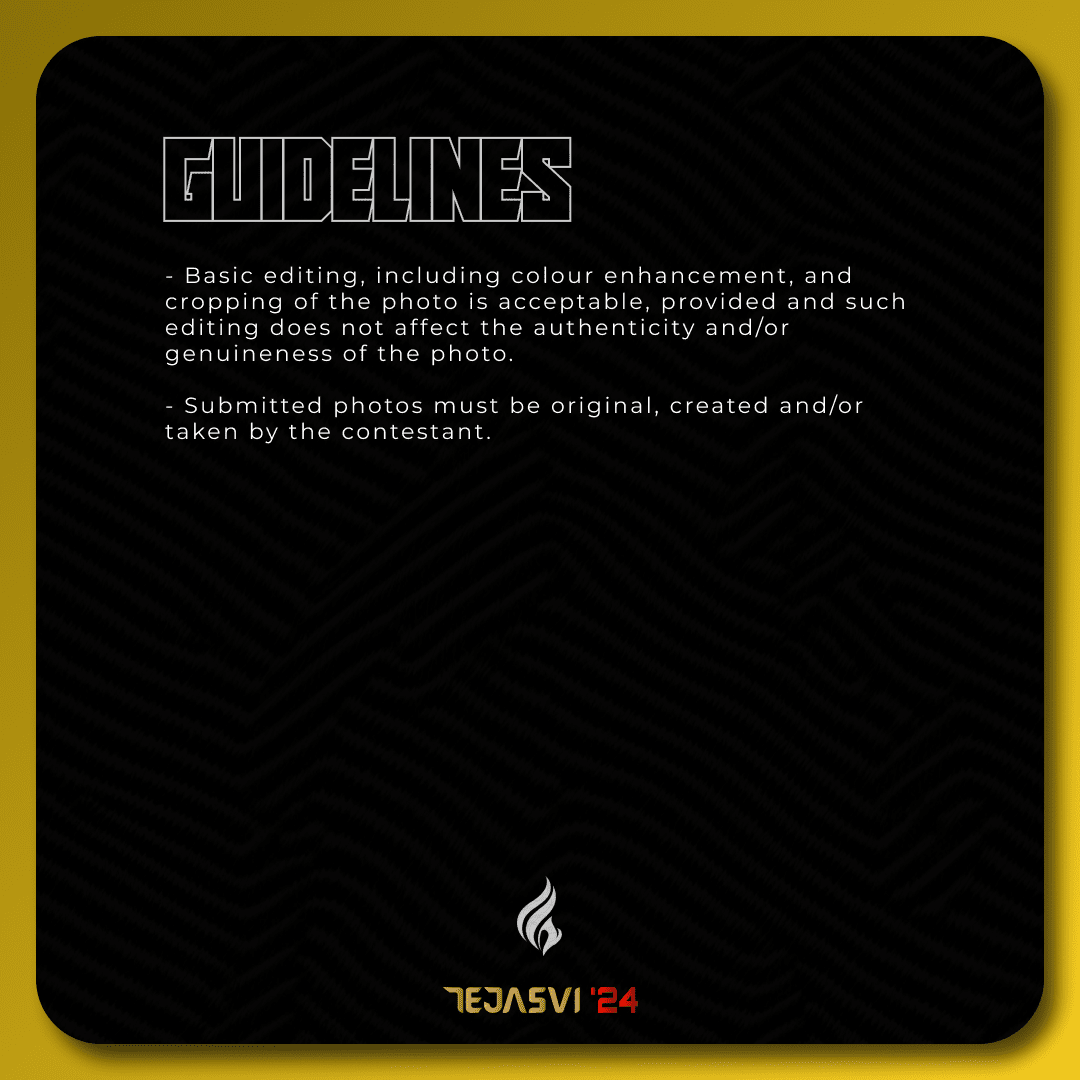 GUIDELINES
- Basic editing, including colour enhancement, and
cropping of the photo is acceptable, provided and such
editing does not affect the authenticity and/or
genuineness of the photo.
- Submitted photos must be original, created and/or
taken by the contestant.
TEJASVI '24